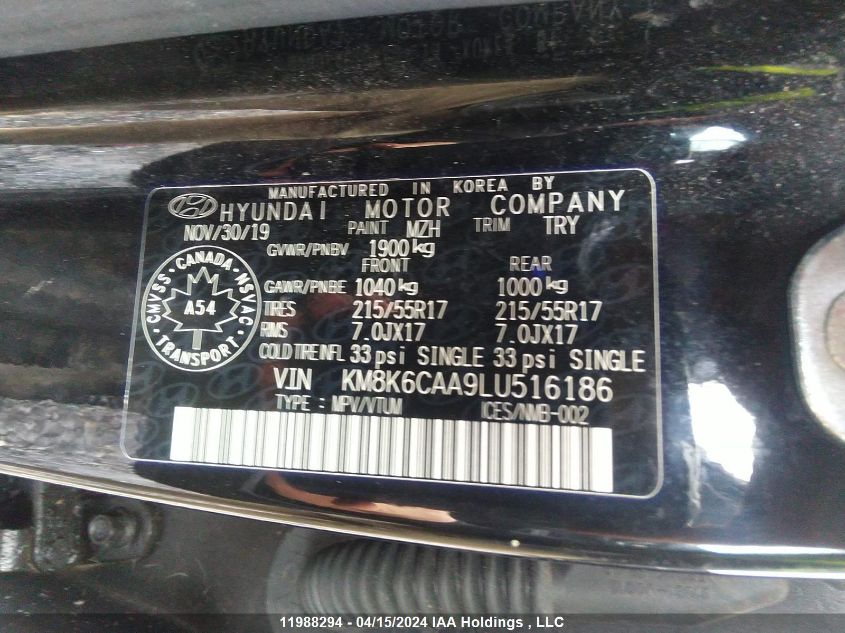 MANUFACTURED IN KOREA BY
HYUNDAI MOTOR COMPANY
NOV/30/19 PAINT MZH TRIM TRY
GVWR/PNBV 1900kg
FRONT REAR
GAWR/PNBE 1040kg 1000kg
TIRES 215/55R17 215/55R17
RIMS 7.0JX17 7.0JX17
COLD TIRE INFL 33 psi SINGLE 33 psi SINGLE
VIN KM8K6CAA9LU516186
TYPE : MPV/VTUM ICES/NMB-002
CMVSS • CANADA • NSVAC • TRANSPORT •
A54
11988294 - 04/15/2024 IAA Holdings , LLC